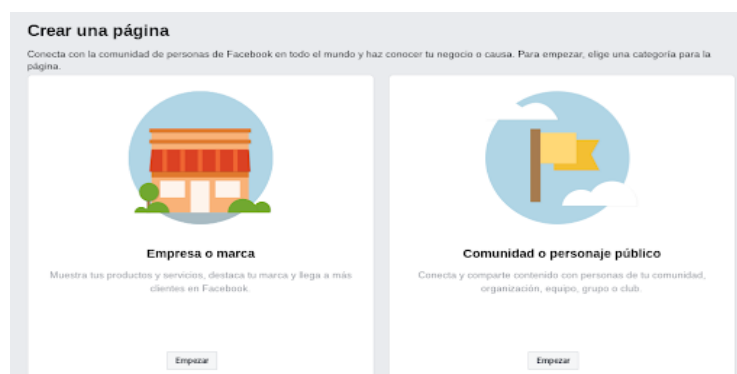 Crear una página
Conecta con la comunidad de personas de Facebook en todo el mundo y haz conocer tu negocio o causa. Para empezar, elige una categoría para la
página.
Empresa o marca
Muestra tus productos y servicios, destaca tu marca y llega a más
clientes en Facebook.
Empezar
Comunidad o personaje público
Conecta y comparte contenido con personas de tu comunidad,
organización, equipo, grupo o club.
Empezar